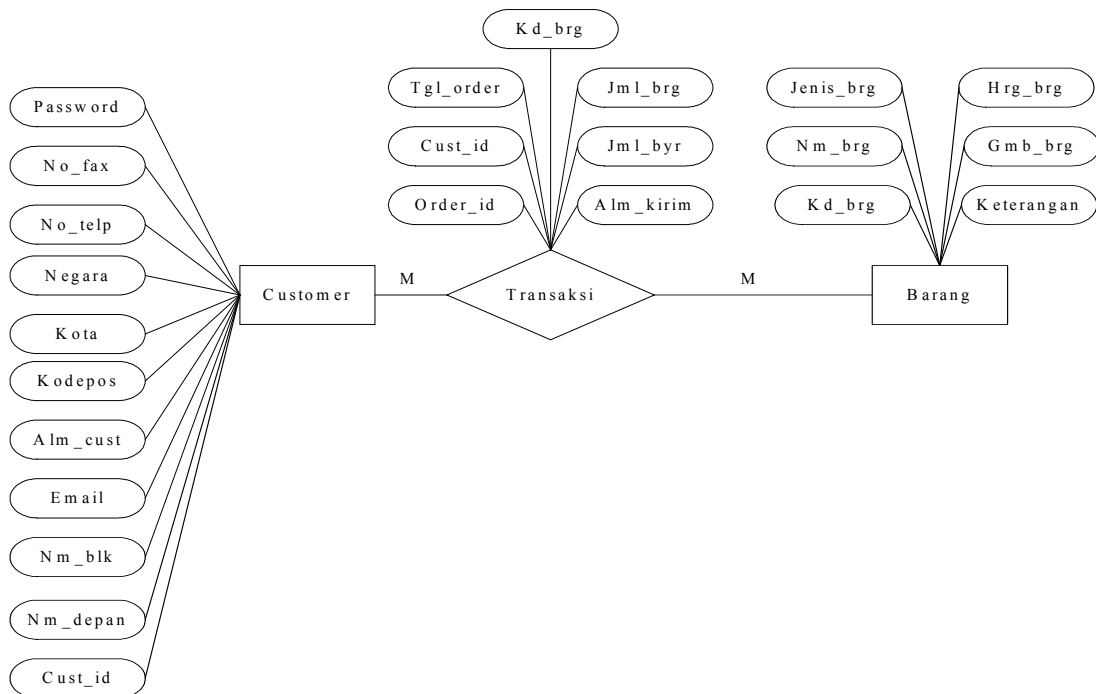 Kd_brg
Tgl_order
Jml_brg
Jenis_brg
Hrg_brg
Password
Cust_id
Jml_byr
Nm_brg
Gmb_brg
No_fax
Order_id
Alm_kirim
Kd_brg
Keterangan
No_telp
Negara
Customer
M
Transaksi
M
Barang
Kota
Kodepos
Alm_cust
Email
Nm_blk
Nm_depan
Cust_id